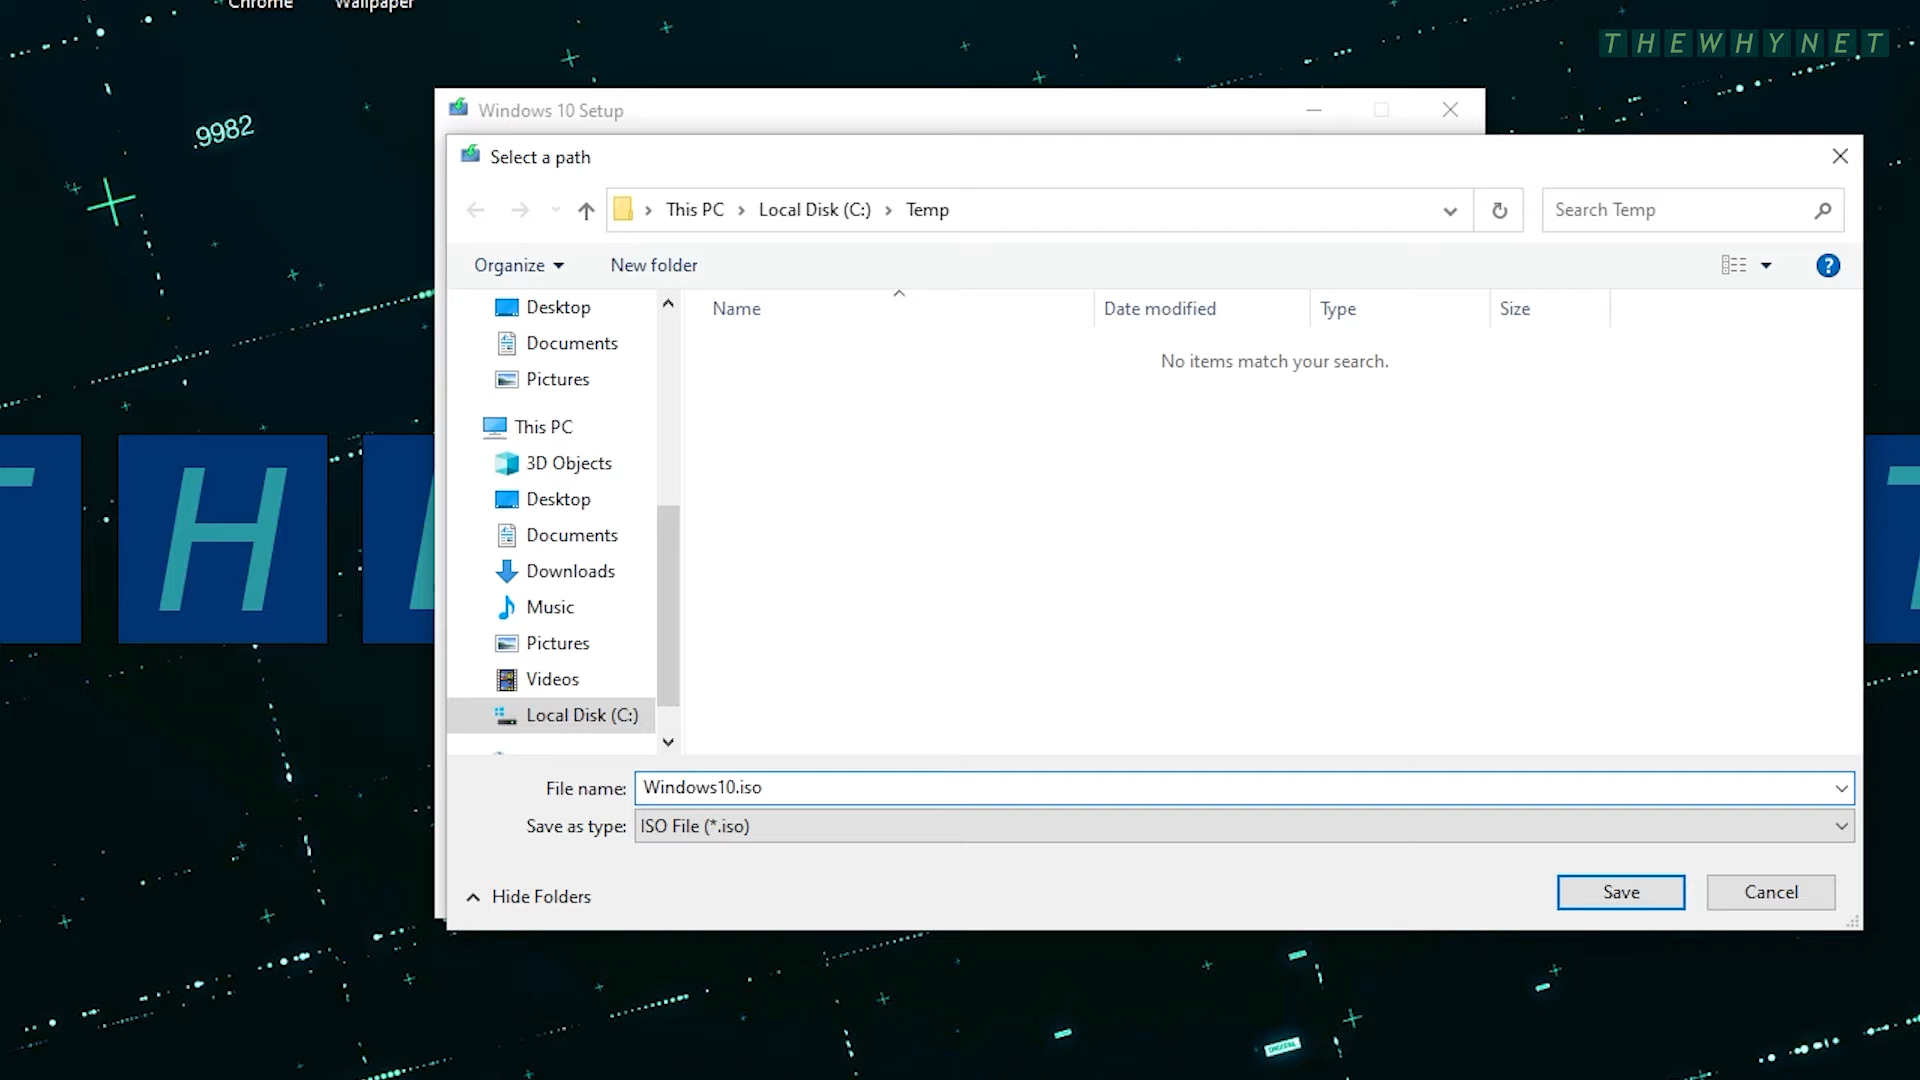 Chrome Wallpaper
THEWHYNET
.9982
Windows 10 Setup
Select a path
This PC Local Disk (C:) Temp
Search Temp
Organize New folder
?
Desktop
Documents
Pictures
This PC
3D Objects
Desktop
Documents
Downloads
Music
Pictures
Videos
Local Disk (C:)
Name Date modified Type Size
No items match your search.
H
File name: Windows10.iso
Save as type: ISO File (*.iso)
Hide Folders
Save Cancel